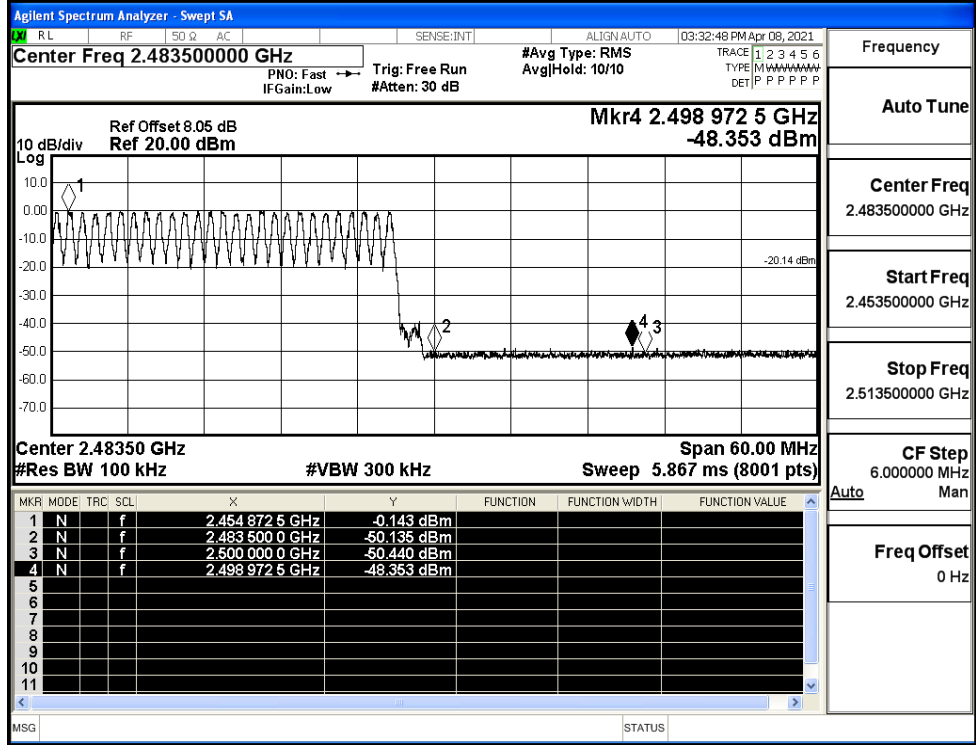 Agilent Spectrum Analyzer - Swept SA
LXI RL RF 50 Ω AC SENSE:INT ALIGN AUTO 03:32:48 PM Apr 08, 2021
Center Freq 2.483500000 GHz
PNO: Fast
IFGain:Low
Trig: Free Run
#Atten: 30 dB
#Avg Type: RMS
Avg|Hold: 10/10
TRACE 1 2 3 4 5 6
TYPE M WWWWW
DET P P P P P P
Frequency
Auto Tune
Center Freq
2.483500000 GHz
Start Freq
2.453500000 GHz
Stop Freq
2.513500000 GHz
CF Step
6.000000 MHz
Auto Man
Freq Offset
0 Hz
Mkr4 2.498 972 5 GHz
-48.353 dBm
Ref Offset 8.05 dB
10 dB/div Ref 20.00 dBm
Log
10.0
0.00
-10.0
-20.0
-30.0
-40.0
-50.0
-60.0
-70.0
1
2
4
3
-20.14 dBm
Center 2.48350 GHz Span 60.00 MHz
#Res BW 100 kHz #VBW 300 kHz Sweep 5.867 ms (8001 pts)
MKR MODE TRC SCL X Y FUNCTION FUNCTION WIDTH FUNCTION VALUE
1 N f 2.454 872 5 GHz -0.143 dBm
2 N f 2.483 500 0 GHz -50.135 dBm
3 N f 2.500 000 0 GHz -50.440 dBm
4 N f 2.498 972 5 GHz -48.353 dBm
5
6
7
8
9
10
11
MSG STATUS